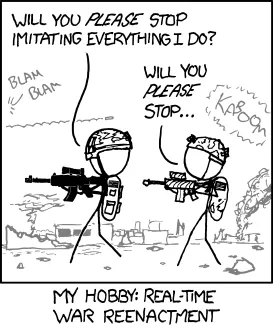 WILL YOU PLEASE STOP
IMITATING EVERYTHING I DO?
BLAM
BLAM
WILL YOU
PLEASE
STOP...
KABOOM
MY HOBBY: REAL-TIME
WAR REENACTMENT